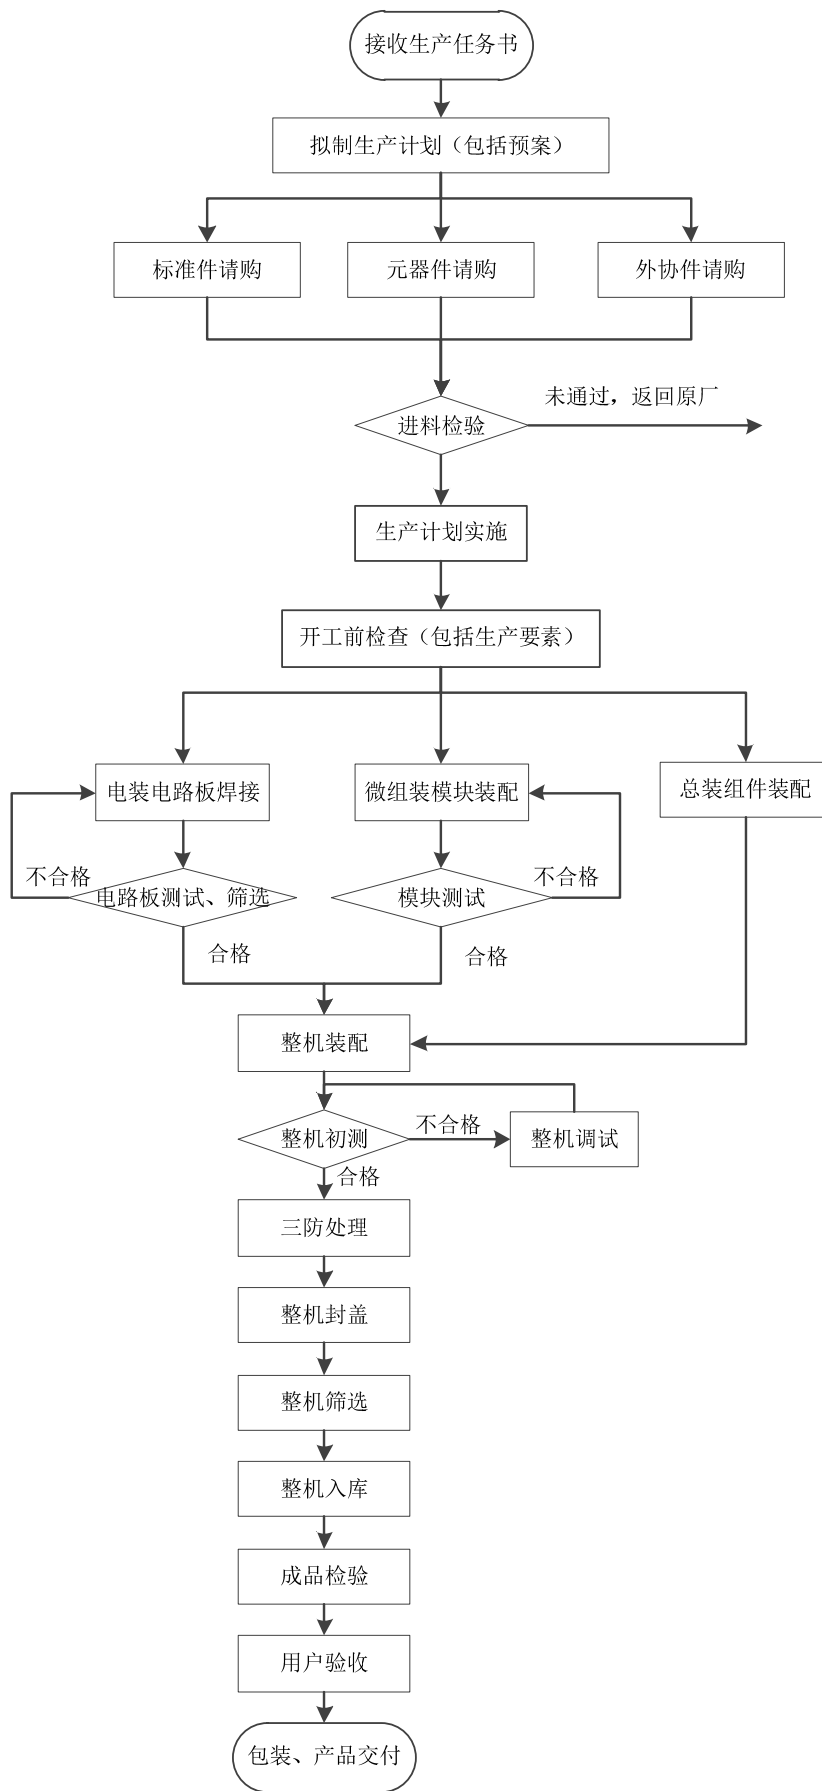 接收生产任务书
拟制生产计划（包括预案）
标准件请购
元器件请购
外协件请购
未通过，返回原厂
进料检验
生产计划实施
开工前检查（包括生产要素）
电装电路板焊接
微组装模块装配
总装组件装配
不合格
电路板测试、筛选
模块测试
不合格
合格
合格
整机装配
整机初测
不合格
整机调试
合格
三防处理
整机封盖
整机筛选
整机入库
成品检验
用户验收
包装、产品交付